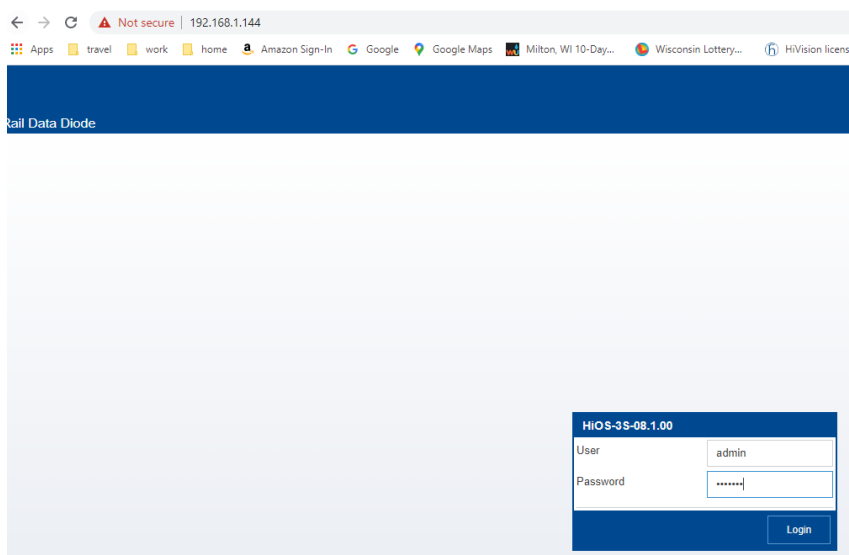 Not secure | 192.168.1.144
Apps travel work home Amazon Sign-In Google Google Maps Milton, WI 10-Day... Wisconsin Lottery... HiVision licens
Rail Data Diode
HiOS-3S-08.1.00
User admin
Password •••••••
Login